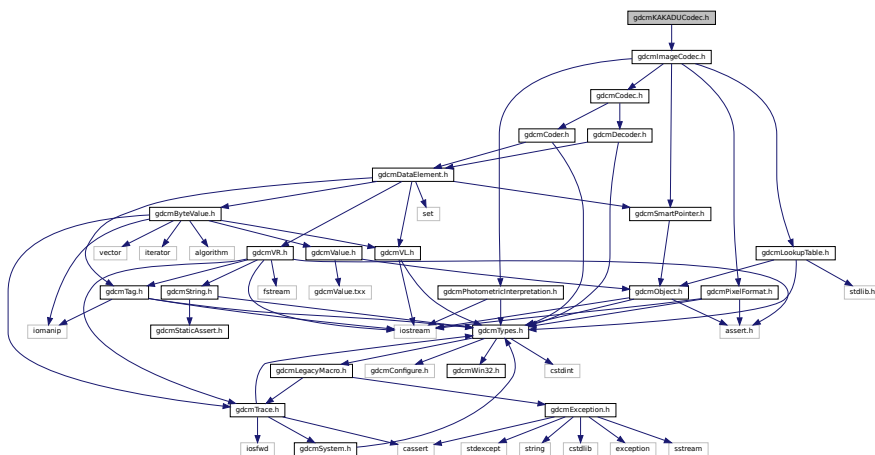 gdcmKAKADUCodec.h
gdcmImageCodec.h
gdcmCodec.h
gdcmCoder.h
gdcmDecoder.h
gdcmDataElement.h
gdcmByteValue.h
set
gdcmSmartPointer.h
vector
iterator
algorithm
gdcmVR.h
gdcmValue.h
gdcmVL.h
gdcmLookupTable.h
gdcmTag.h
gdcmString.h
fstream
gdcmValue.txx
gdcmPhotometricInterpretation.h
gdcmObject.h
gdcmPixelFormat.h
stdlib.h
iomanip
gdcmStaticAssert.h
iostream
gdcmTypes.h
assert.h
gdcmLegacyMacro.h
gdcmConfigure.h
gdcmWin32.h
cstdint
gdcmTrace.h
gdcmException.h
iosfwd
gdcmSystem.h
cassert
stdexcept
string
cstdlib
exception
sstream